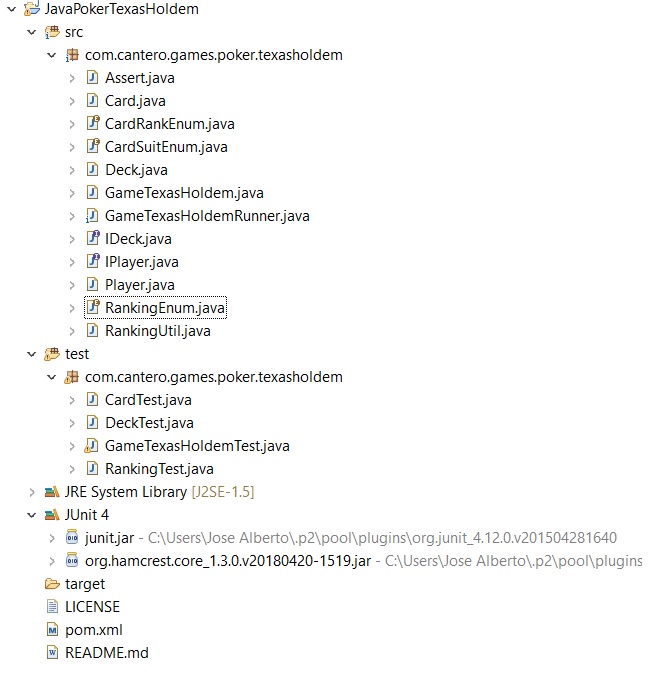 JavaPokerTexasHoldem
src
com.cantero.games.poker.texasholdem
Assert.java
Card.java
CardRankEnum.java
CardSuitEnum.java
Deck.java
GameTexasHoldem.java
GameTexasHoldemRunner.java
IDeck.java
IPlayer.java
Player.java
RankingEnum.java
RankingUtil.java
test
com.cantero.games.poker.texasholdem
CardTest.java
DeckTest.java
GameTexasHoldemTest.java
RankingTest.java
JRE System Library [J2SE-1.5]
JUnit 4
junit.jar - C:\Users\Jose Alberto\.p2\pool\plugins\org.junit_4.12.0.v201504281640
org.hamcrest.core_1.3.0.v20180420-1519.jar - C:\Users\Jose Alberto\.p2\pool\plugins
target
LICENSE
pom.xml
README.md